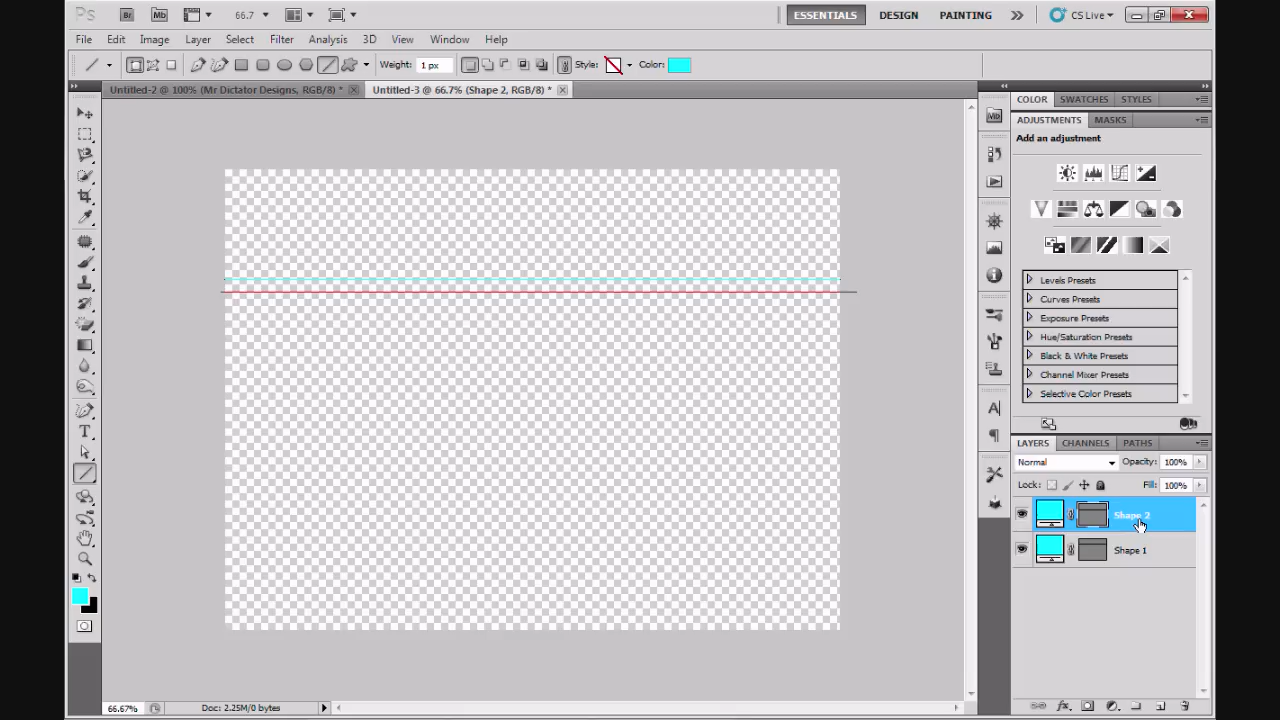 Ps Br Mb 66.7 ESSENTIALS DESIGN PAINTING CS Live
File Edit Image Layer Select Filter Analysis 3D View Window Help
Weight: 1 px Style: Color:
Untitled-2 @ 100% (Mr Dictator Designs, RGB/8) * Untitled-3 @ 66.7% (Shape 2, RGB/8) *
COLOR SWATCHES STYLES
ADJUSTMENTS MASKS
Add an adjustment
Levels Presets
Curves Presets
Exposure Presets
Hue/Saturation Presets
Black & White Presets
Channel Mixer Presets
Selective Color Presets
LAYERS CHANNELS PATHS
Normal Opacity: 100%
Lock: Fill: 100%
Shape 2
Shape 1
66.67% Doc: 2.25M/0 bytes